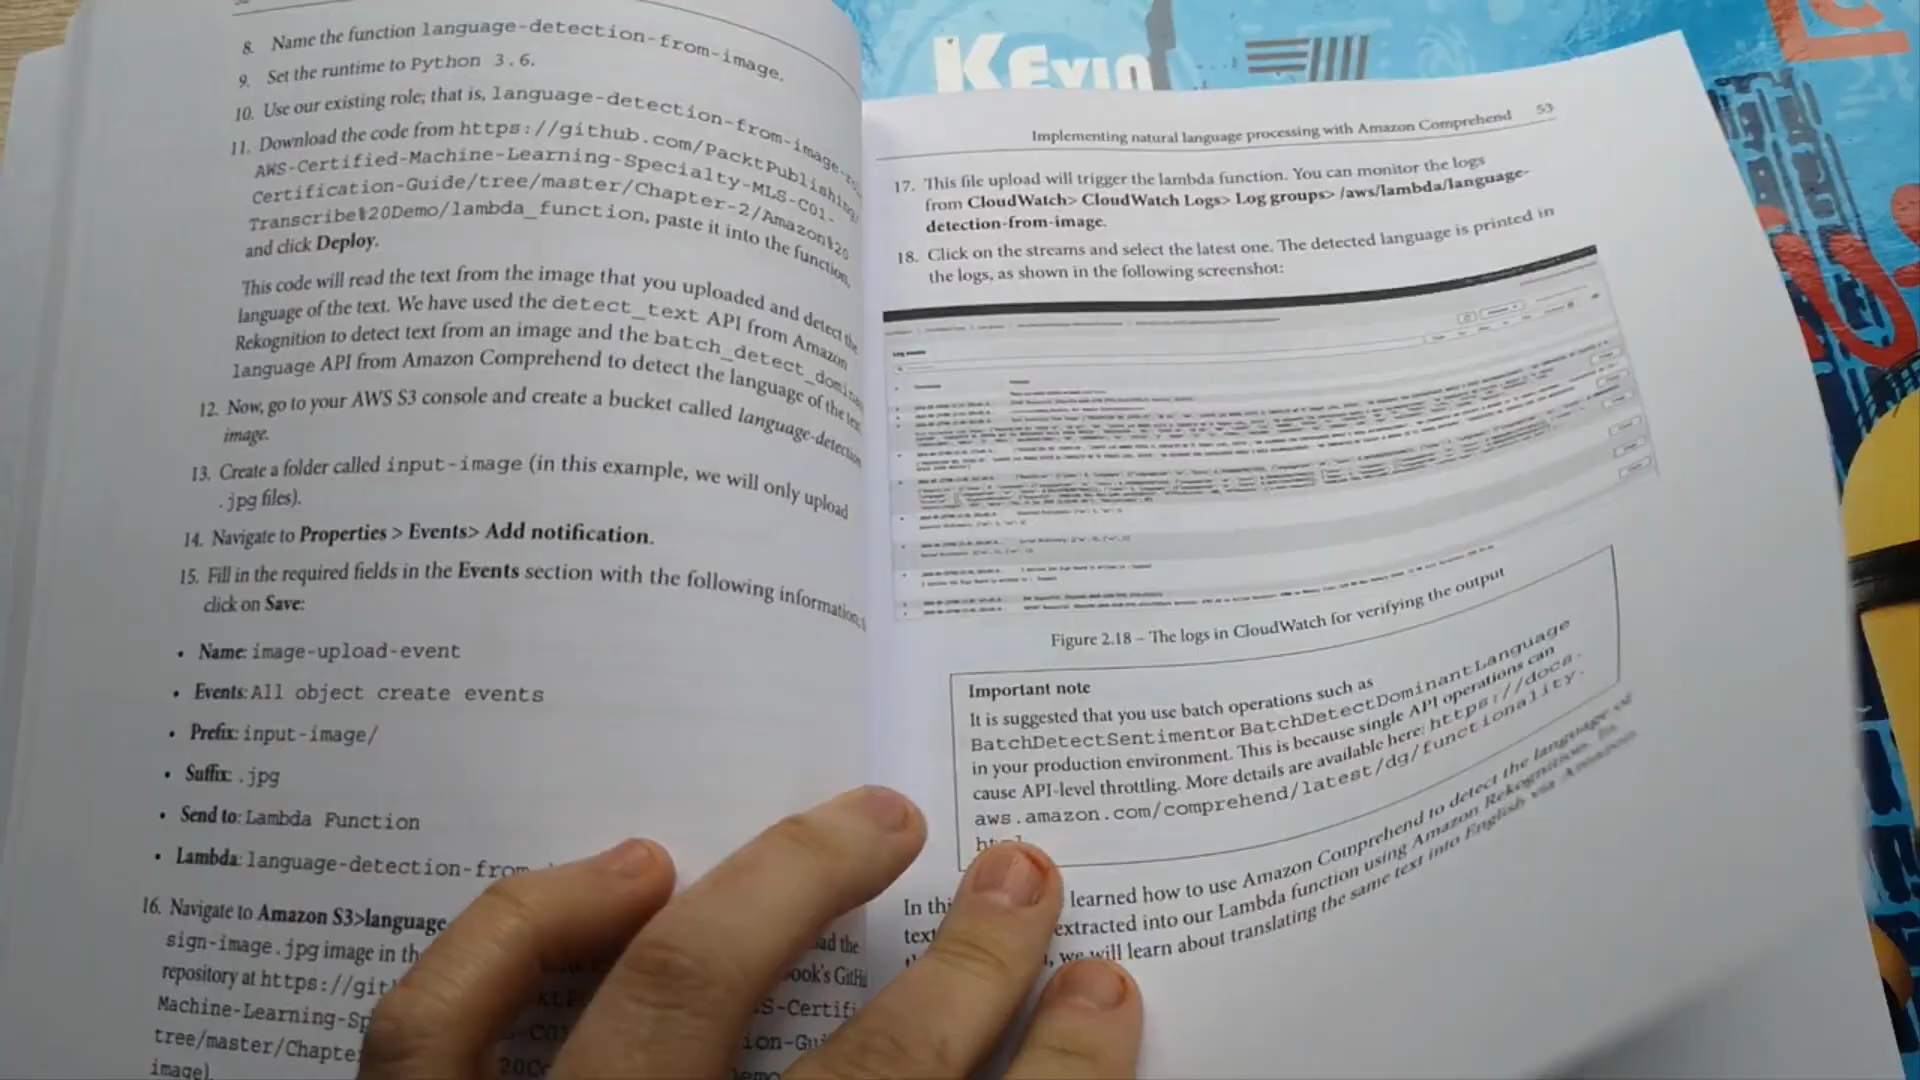 8. Name the function language-detection-from-image.
9. Set the runtime to Python 3.6.
10. Use our existing role; that is, language-detection-from-image-
11. Download the code from https://github.com/PacktPublishing/
AWS-Certified-Machine-Learning-Specialty-MLS-C01-
Certification-Guide/tree/master/Chapter-2/Amazon%20
Transcribe%20Demo/lambda_function, paste it into the function,
and click Deploy.
This code will read the text from the image that you uploaded and detect the
language of the text. We have used the detect_text API from Amazon
Rekognition to detect text from an image and the batch_detect_
language API from Amazon Comprehend to detect the language of the text.
12. Now, go to your AWS S3 console and create a bucket called language-detection
image.
13. Create a folder called input-image (in this example, we will only upload
.jpg files).
14. Navigate to Properties > Events> Add notification.
15. Fill in the required fields in the Events section with the following information,
click on Save:
• Name: image-upload-event
• Events: All object create events
• Prefix: input-image/
• Suffix: .jpg
• Send to: Lambda Function
• Lambda: language-detection-from
16. Navigate to Amazon S3>language
the
sign-image.jpg image in th
ook's GitH
repository at https://git
S-Certifi
Machine-Learning-Sp
ion-Gu
tree/master/Chapte
image)
Kevin
Implementing natural language processing with Amazon Comprehend 53
17. This file upload will trigger the lambda function. You can monitor the logs
from CloudWatch> CloudWatch Logs> Log groups> /aws/lambda/language-
detection-from-image.
18. Click on the streams and select the latest one. The detected language is printed in
the logs, as shown in the following screenshot:
Figure 2.18 – The logs in CloudWatch for verifying the output
Important note
It is suggested that you use batch operations such as
BatchDetectSentiment or BatchDetectDominantLanguage
in your production environment. This is because single API operations can
cause API-level throttling. More details are available here: https://docs.
aws.amazon.com/comprehend/latest/dg/functionality.
In thi learned how to use Amazon Comprehend to detect the language of
text extracted into our Lambda function using Amazon Rekognition. In
, we will learn about translating the same text into English via Amazon